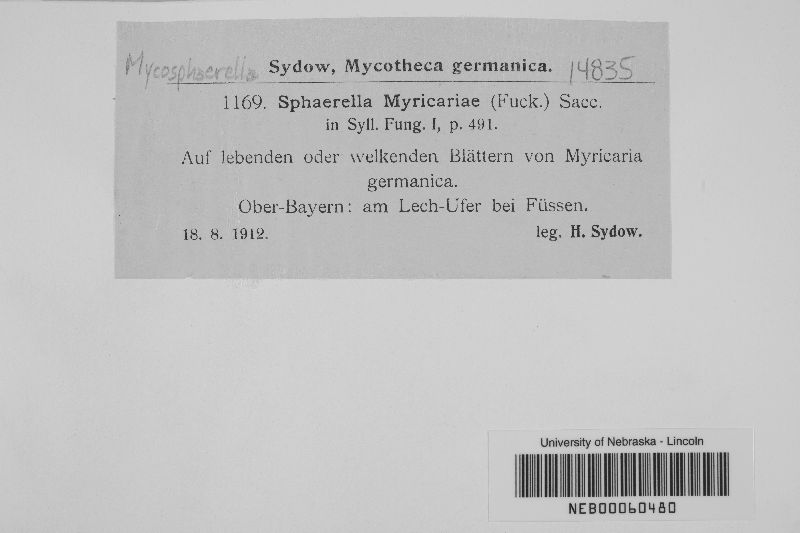 Mycosphaerella Sydow, Mycotheca germanica. 14835
1169. Sphaerella Myricariae (Fuck.) Sacc.
in Syll. Fung. I, p. 491.
Auf lebenden oder welkenden Blättern von Myricaria
germanica.
Ober-Bayern: am Lech-Ufer bei Füssen.
18. 8. 1912. leg. H. Sydow.
University of Nebraska - Lincoln
NEB00060480